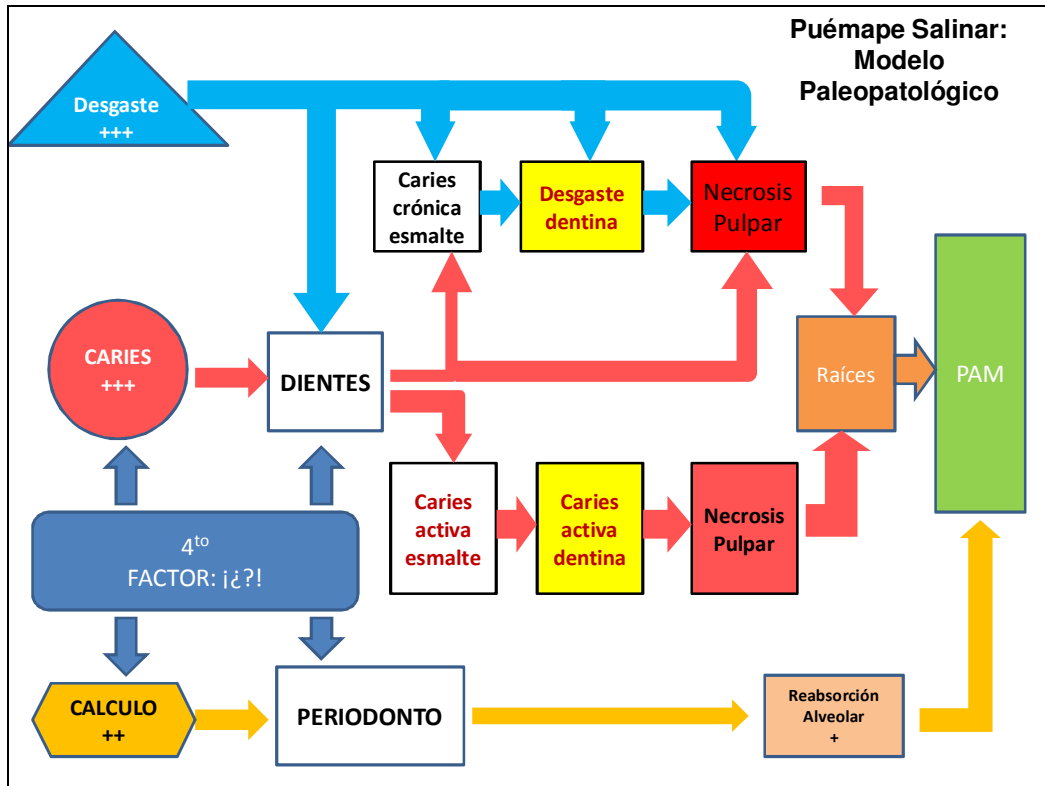 Puémape Salinar:
Modelo
Paleopatológico
Desgaste
+++
Caries
crónica
esmalte
Desgaste
dentina
Necrosis
Pulpar
CARIES
+++
DIENTES
Raíces
PAM
Caries
activa
esmalte
Caries
activa
dentina
Necrosis
Pulpar
4to
FACTOR: ¡¿?!
CALCULO
++
PERIODONTO
Reabsorción
Alveolar
+